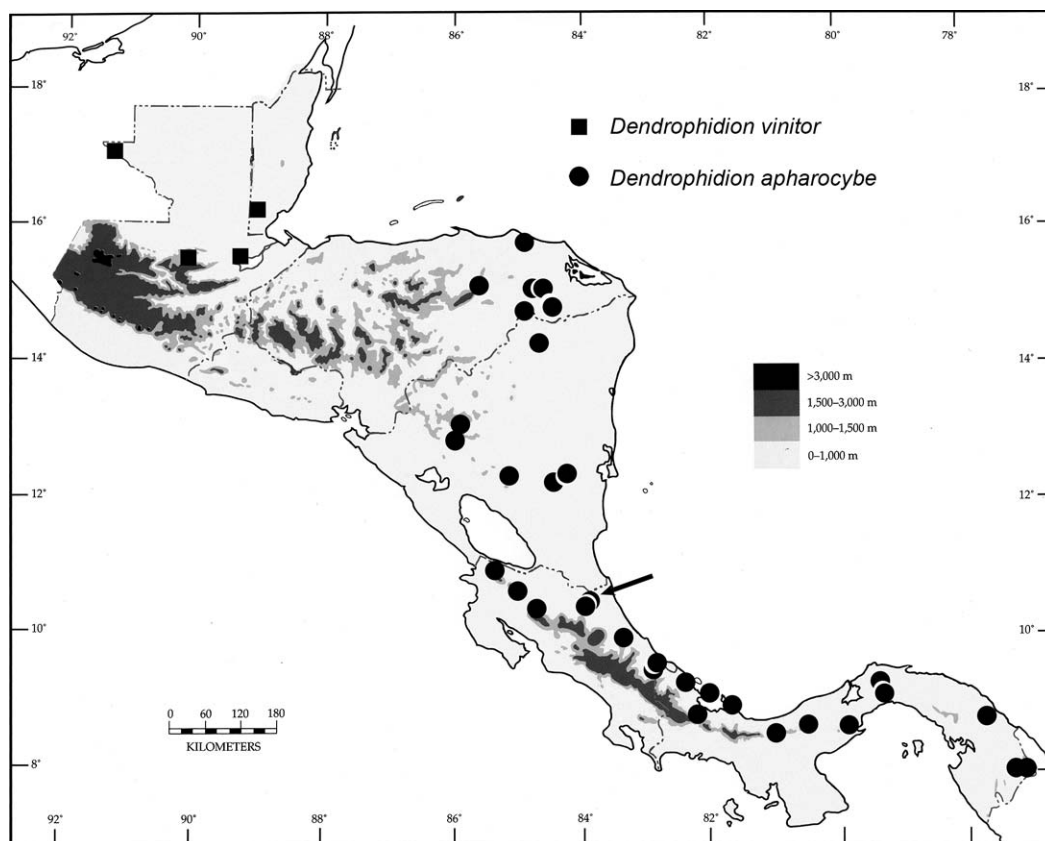 92° 90° 88° 86° 84° 82° 80° 78°
18° 18°
Dendrophidion vinitor
Dendrophidion apharocybe
16° 16°
14° 14°
>3,000 m
1,500–3,000 m
1,000–1,500 m
0–1,000 m
12° 12°
10° 10°
0 60 120 180
KILOMETERS
8° 8°
92° 90° 88° 86° 84° 82° 80° 78°